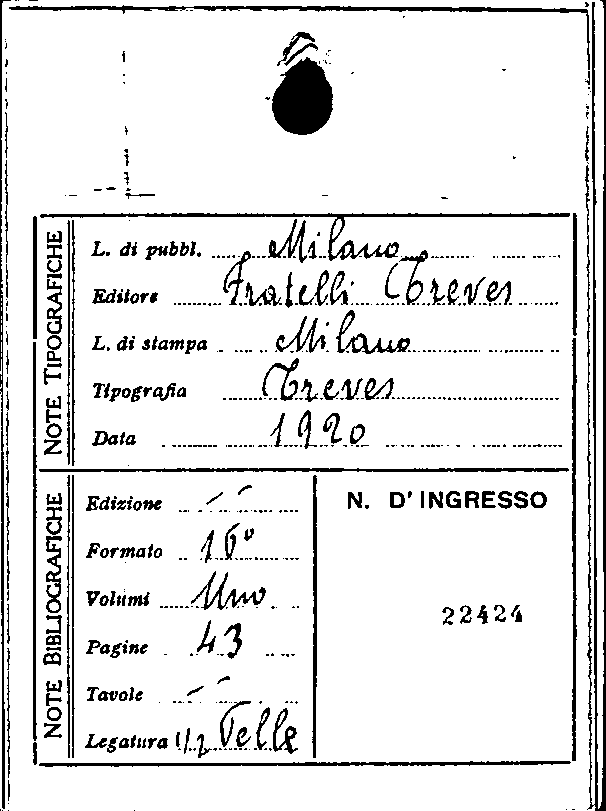 NOTE TIPOGRAFICHE
L. di pubbl. Milano
Editore Fratelli Treves
L. di stampa Milano
Tipografia Treves
Data 1920
NOTE BIBLIOGRAFICHE
Edizione --
Formato 16°
Volumi Uno
Pagine 43
Tavole --
Legatura 1/2 Pelle
N. D'INGRESSO
22424